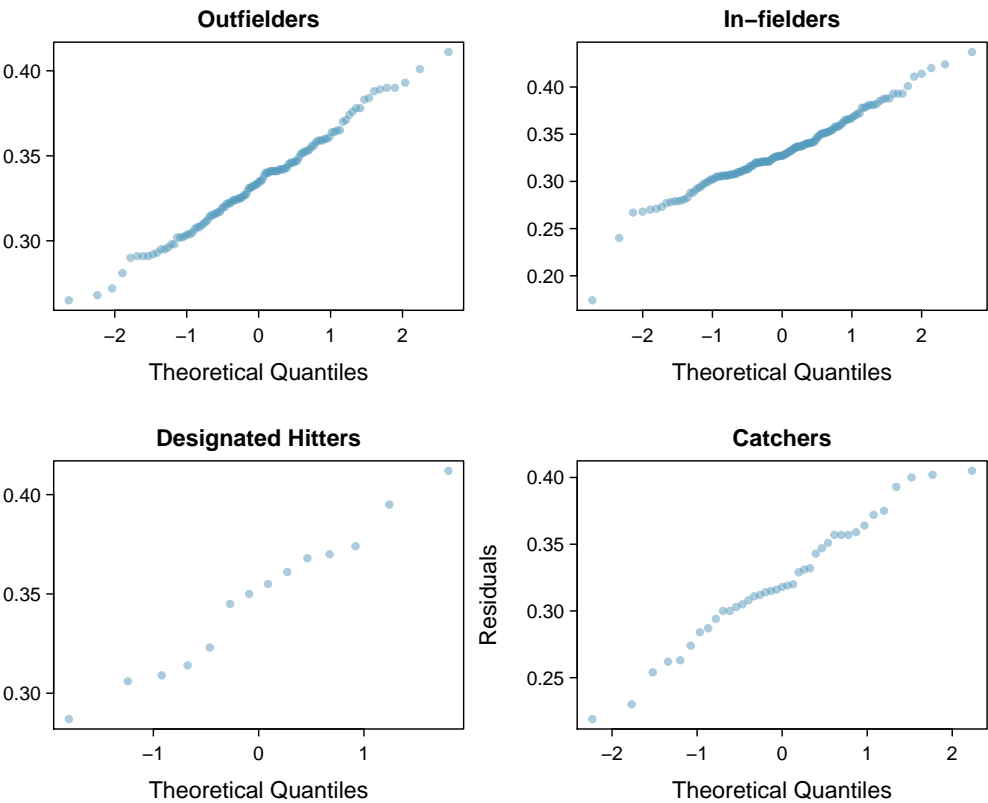 Outfielders
0.40
0.35
0.30
−2 −1 0 1 2
Theoretical Quantiles
In−fielders
0.40
0.35
0.30
0.25
0.20
−2 −1 0 1 2
Theoretical Quantiles
Designated Hitters
0.40
0.35
0.30
−1 0 1
Theoretical Quantiles
Catchers
Residuals
0.40
0.35
0.30
0.25
−2 −1 0 1 2
Theoretical Quantiles